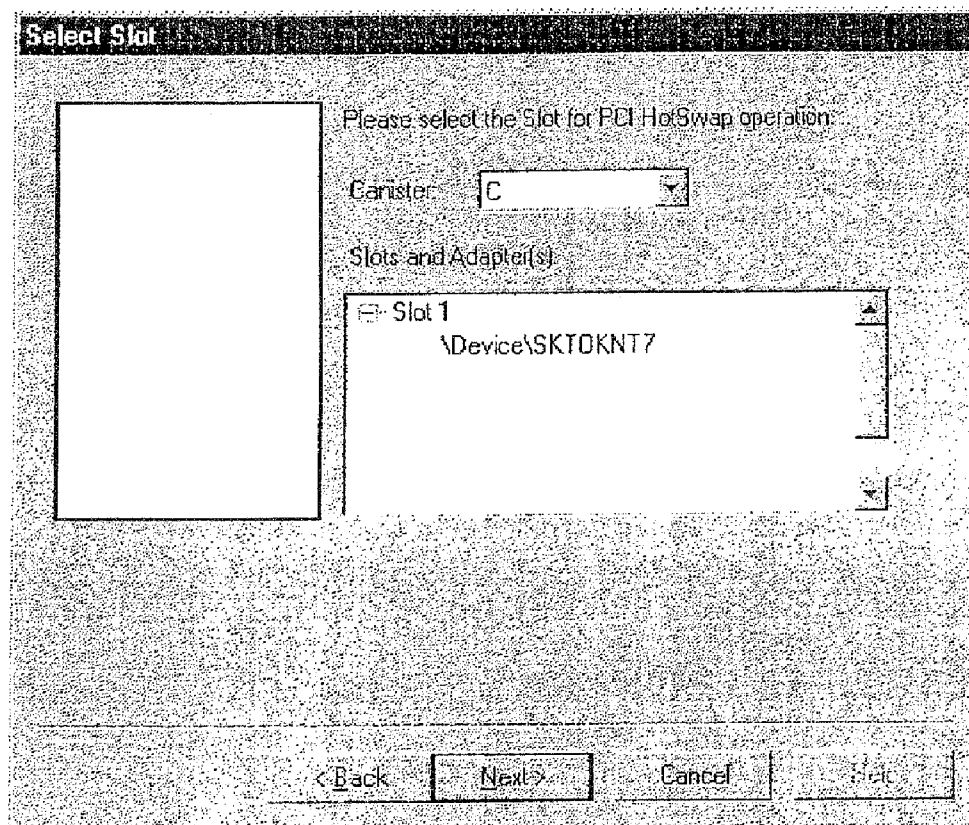 Select Slot
Please select the Slot for PCI HotSwap operation:
Canister: C
Slots and Adapter(s):
Slot 1
\Device\SKTOKNT7
< Back Next > Cancel Help